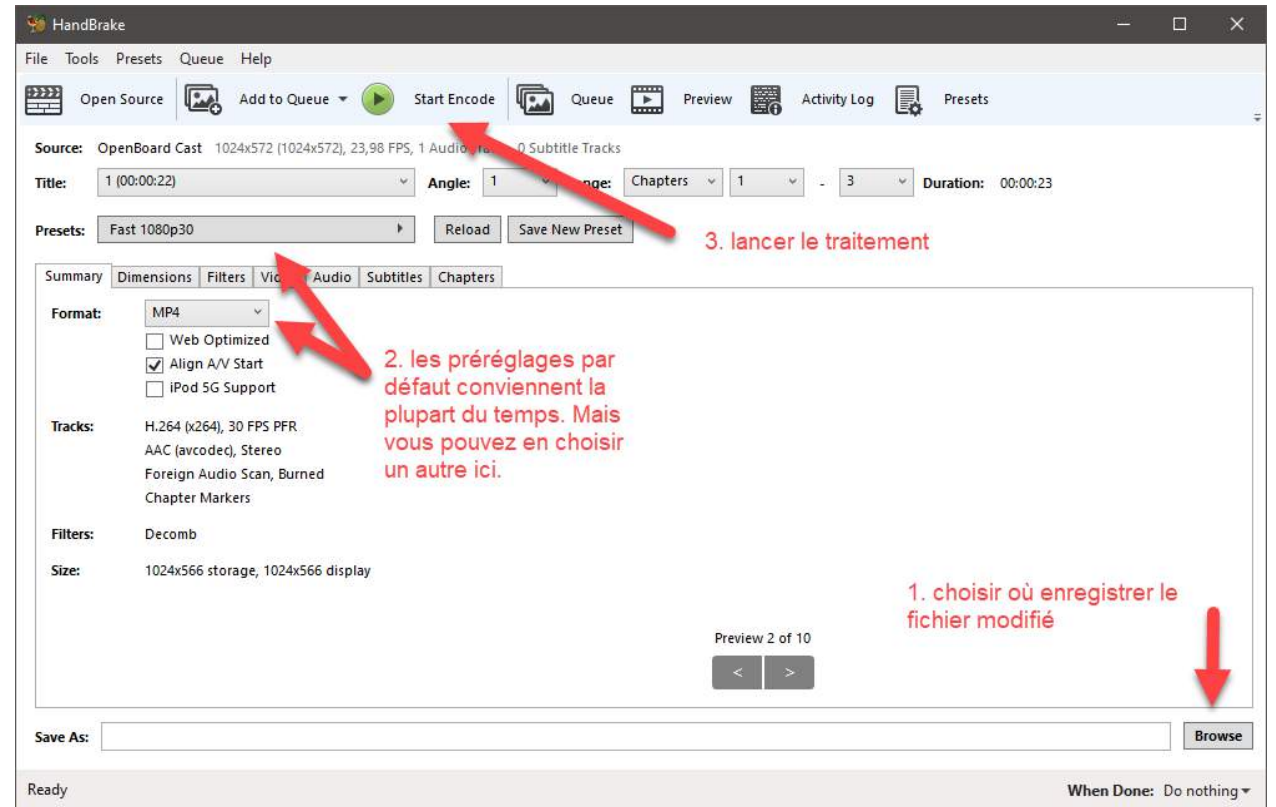 HandBrake
File Tools Presets Queue Help
Open Source Add to Queue Start Encode Queue Preview Activity Log Presets
Source: OpenBoard Cast 1024x572 (1024x572), 23,98 FPS, 1 Audio 0 Subtitle Tracks
Title: 1 (00:00:22) Angle: 1 Chapters 1 - 3 Duration: 00:00:23
Presets: Fast 1080p30 Reload Save New Preset
3. lancer le traitement
Summary Dimensions Filters Audio Subtitles Chapters
Format: MP4
Web Optimized
Align A/V Start
iPod 5G Support
2. les préréglages par
défaut conviennent la
plupart du temps. Mais
vous pouvez en choisir
un autre ici.
Tracks: H.264 (x264), 30 FPS PFR
AAC (avcodec), Stereo
Foreign Audio Scan, Burned
Chapter Markers
Filters: Decomb
Size: 1024x566 storage, 1024x566 display
1. choisir où enregistrer le
fichier modifié
Preview 2 of 10
< >
Save As: Browse
Ready When Done: Do nothing